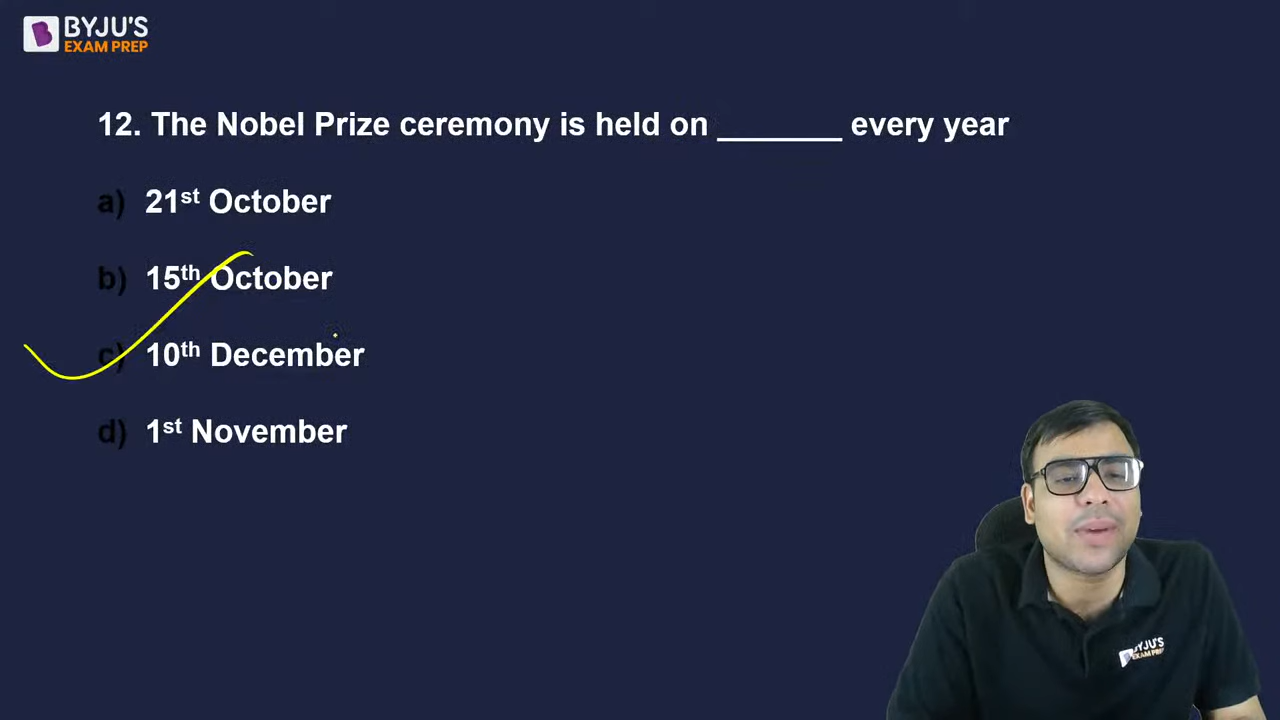 BYJU'S
EXAM PREP
12. The Nobel Prize ceremony is held on _______ every year
a) 21st October
b) 15th October
c) 10th December
d) 1st November
BYJU'S
EXAM PREP